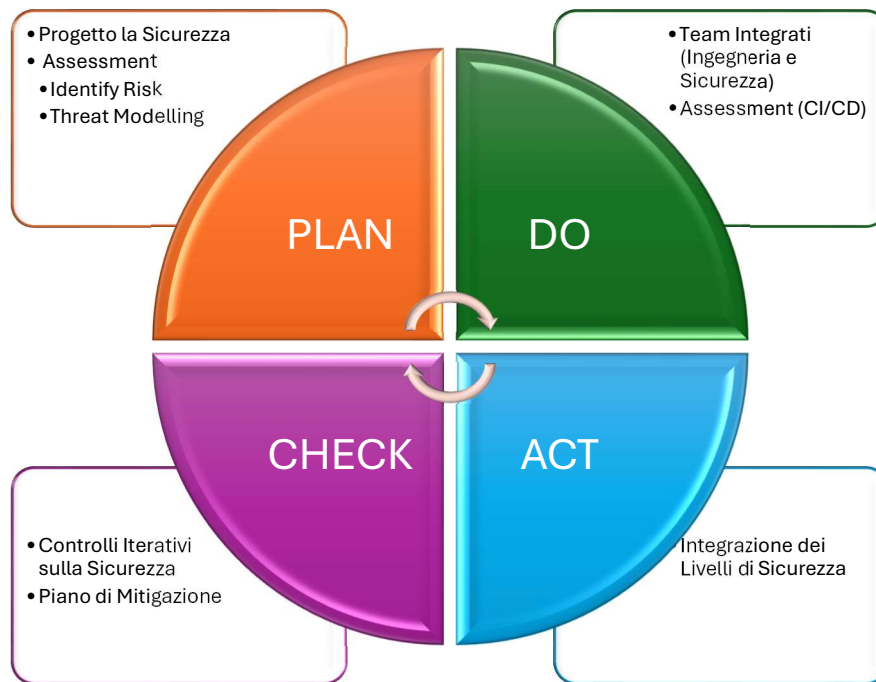 • Progetto la Sicurezza
• Assessment
• Identify Risk
• Threat Modelling
• Team Integrati
(Ingegneria e
Sicurezza)
• Assessment (CI/CD)
PLAN
DO
CHECK
ACT
• Controlli Iterativi
sulla Sicurezza
• Piano di Mitigazione
• Integrazione dei
Livelli di Sicurezza